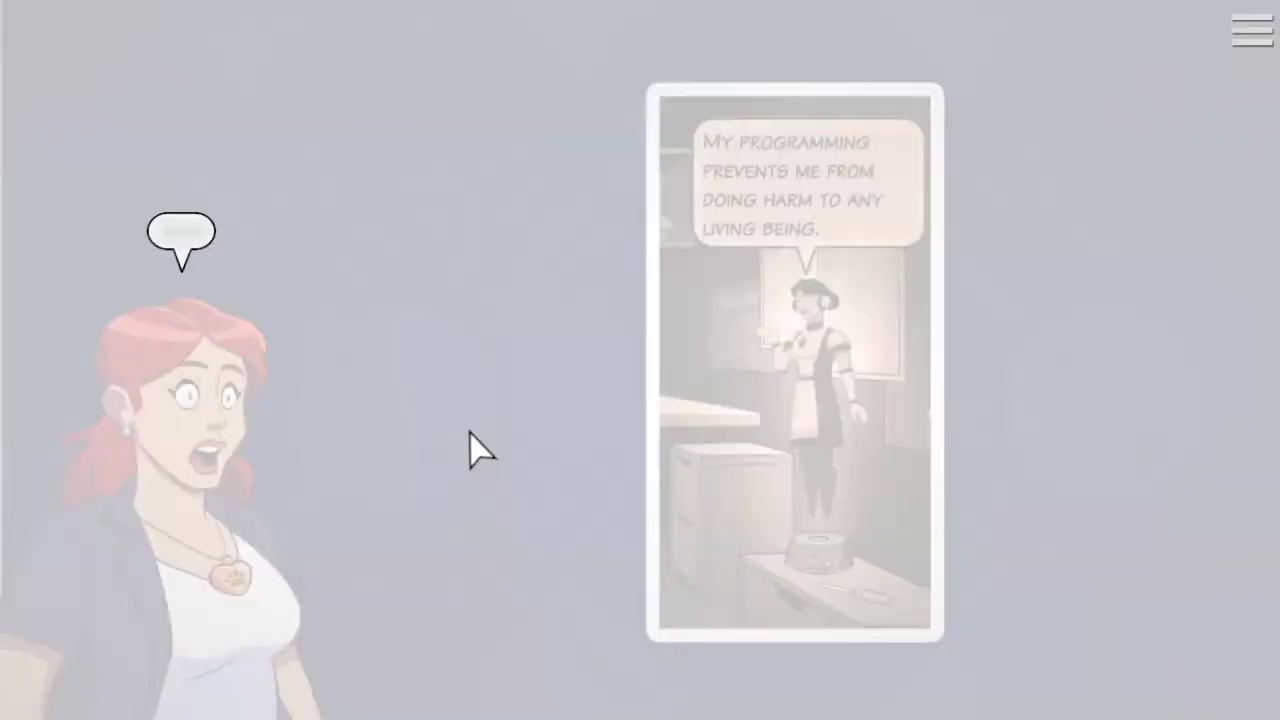 MY PROGRAMMING
PREVENTS ME FROM
DOING HARM TO ANY
LIVING BEING.